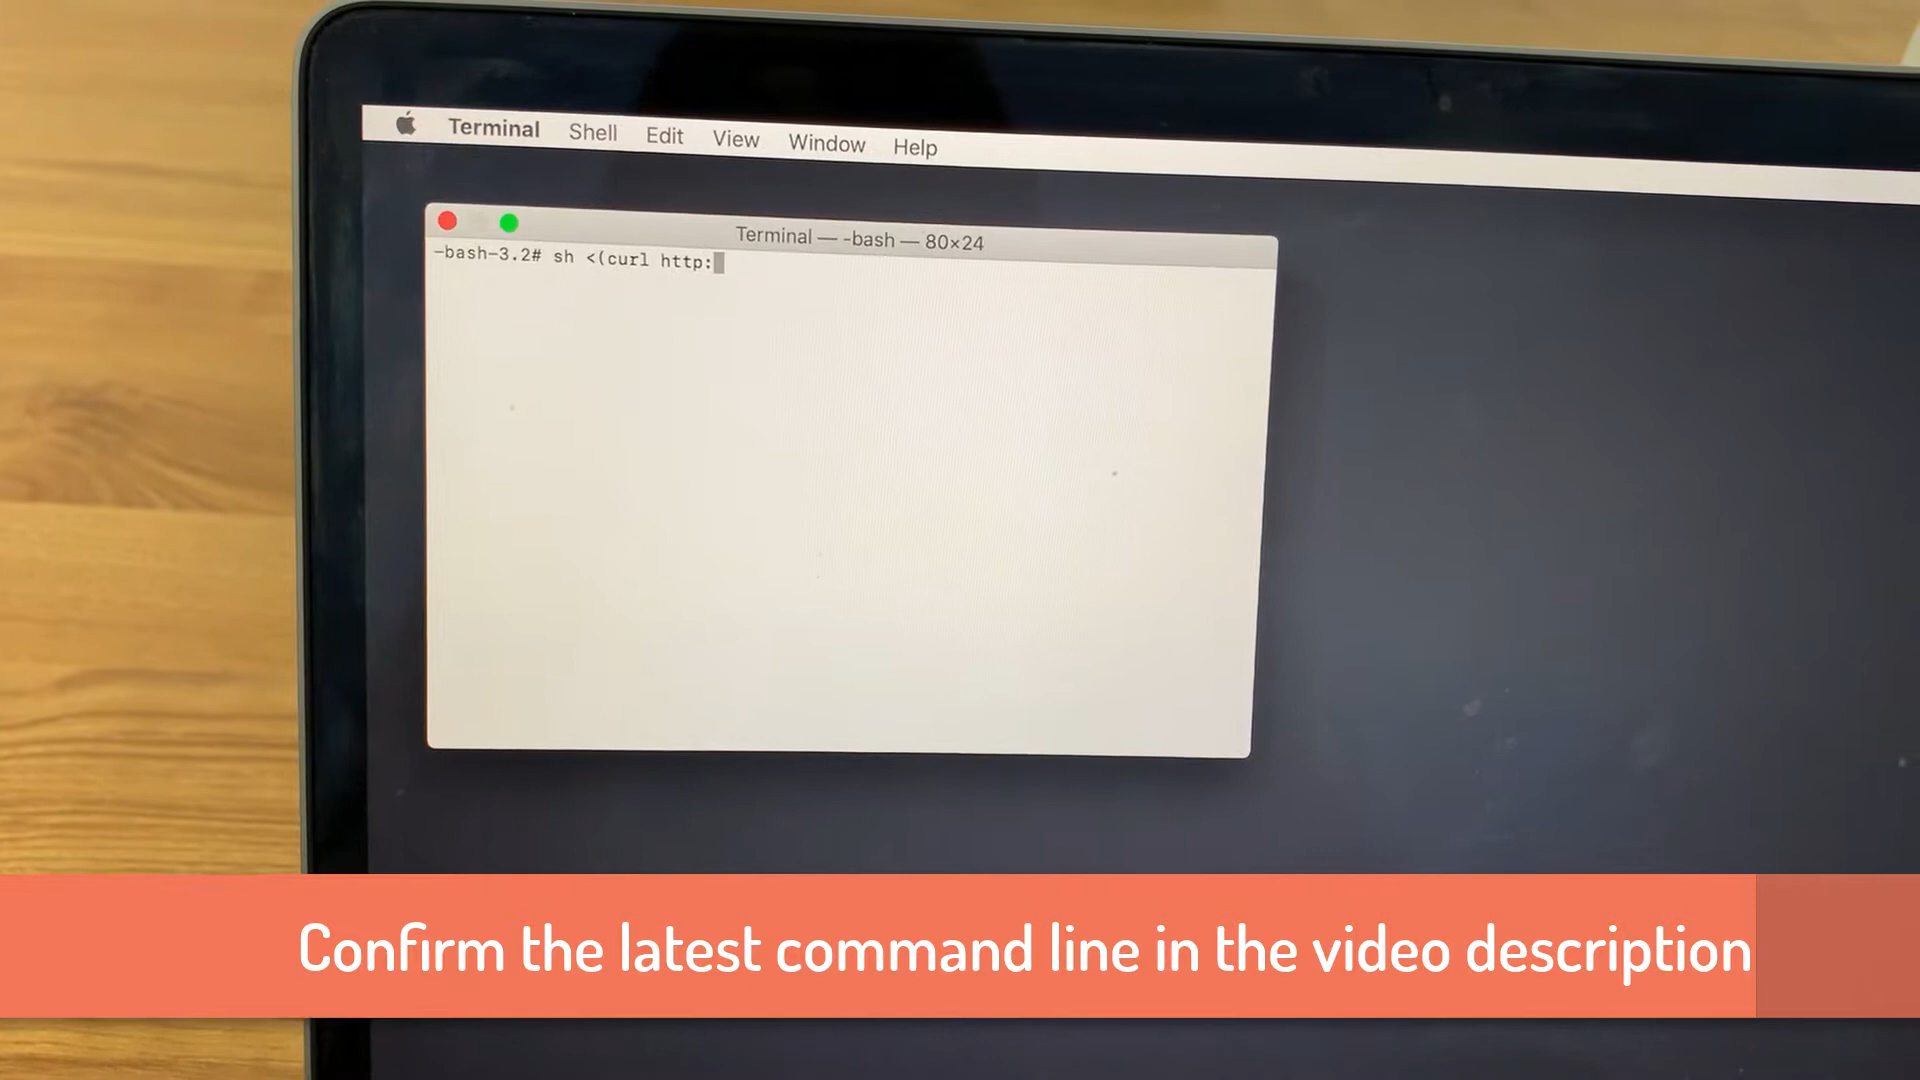 Terminal Shell Edit View Window Help
Terminal — -bash — 80×24
-bash-3.2# sh <(curl http:
Confirm the latest command line in the video description